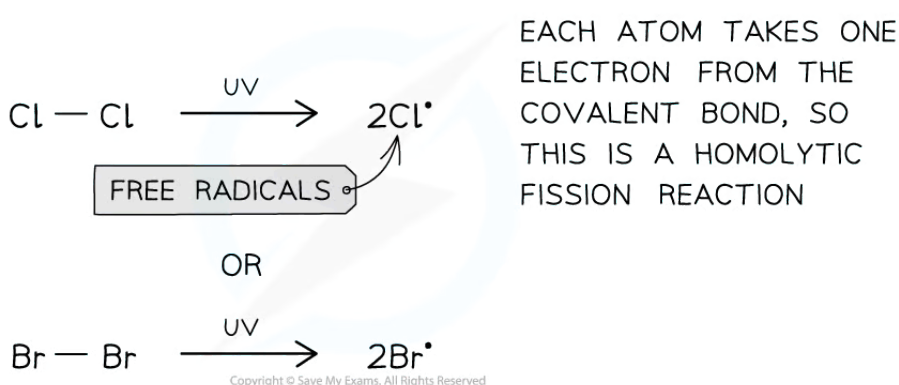 EACH ATOM TAKES ONE
ELECTRON FROM THE
COVALENT BOND, SO
THIS IS A HOMOLYTIC
FISSION REACTION
UV
Cl — Cl → 2Cl•
FREE RADICALS
OR
UV
Br — Br → 2Br•
Copyright © Save My Exams. All Rights Reserved